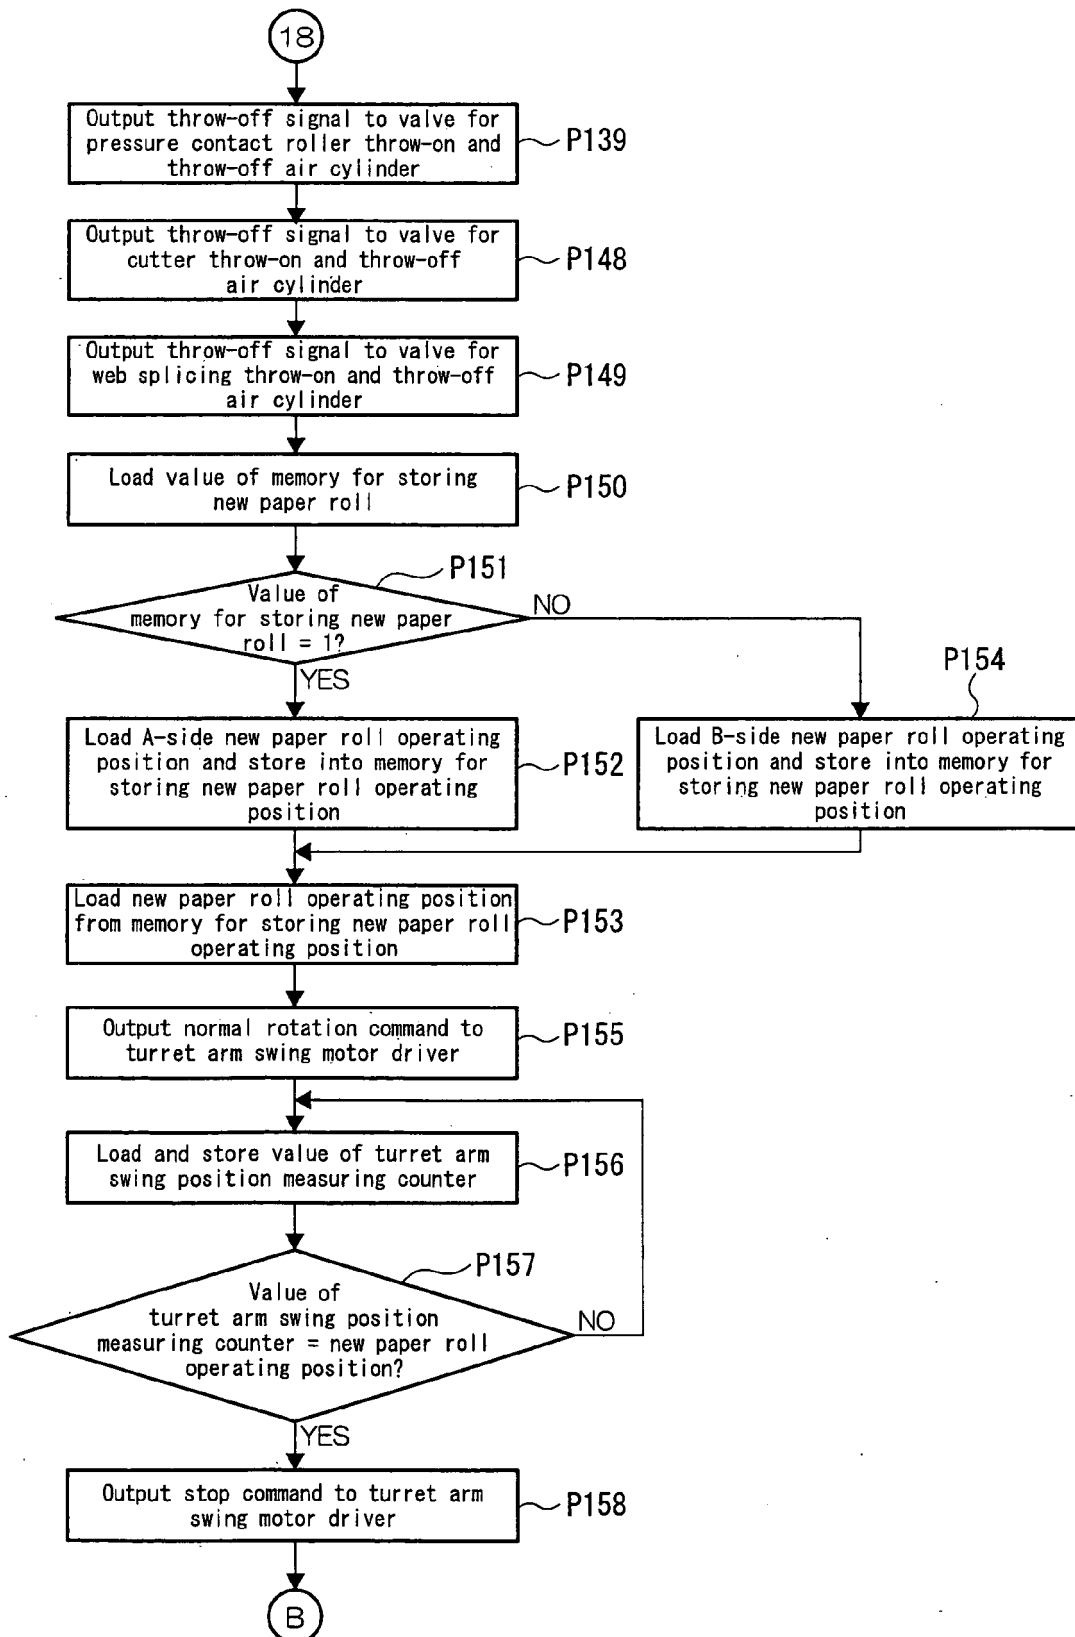 18
Output throw-off signal to valve for
pressure contact roller throw-on and
throw-off air cylinder
P139
Output throw-off signal to valve for
cutter throw-on and throw-off
air cylinder
P148
Output throw-off signal to valve for
web splicing throw-on and throw-off
air cylinder
P149
Load value of memory for storing
new paper roll
P150
P151
Value of
memory for storing new paper
roll = 1?
NO
YES
P154
Load A-side new paper roll operating
position and store into memory for
storing new paper roll operating
position
P152
Load B-side new paper roll operating
position and store into memory for
storing new paper roll operating
position
Load new paper roll operating position
from memory for storing new paper roll
operating position
P153
Output normal rotation command to
turret arm swing motor driver
P155
Load and store value of turret arm
swing position measuring counter
P156
P157
Value of
turret arm swing position
measuring counter = new paper roll
operating position?
NO
YES
Output stop command to turret arm
swing motor driver
P158
B